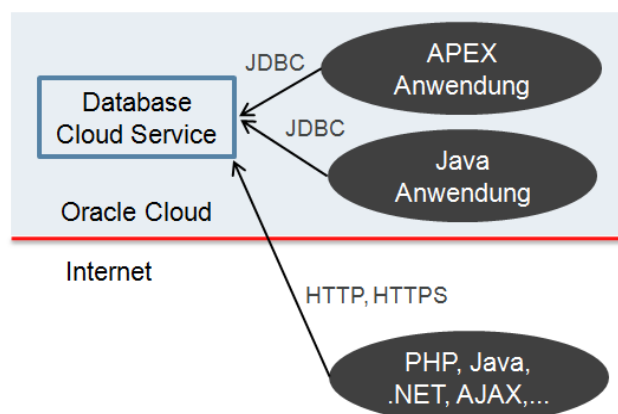 APEX
Anwendung
JDBC
Database
Cloud Service
JDBC
Java
Anwendung
Oracle Cloud
Internet
HTTP, HTTPS
PHP, Java,
.NET, AJAX,...